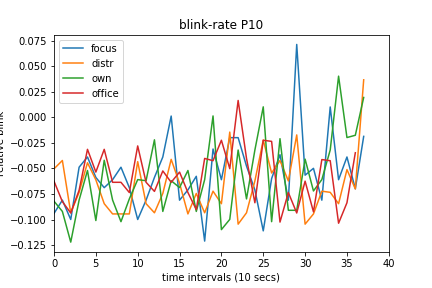 blink-rate P10
relative blink
0.075
0.050
0.025
0.000
−0.025
−0.050
−0.075
−0.100
−0.125
focus
distr
own
office
0 5 10 15 20 25 30 35 40
time intervals (10 secs)